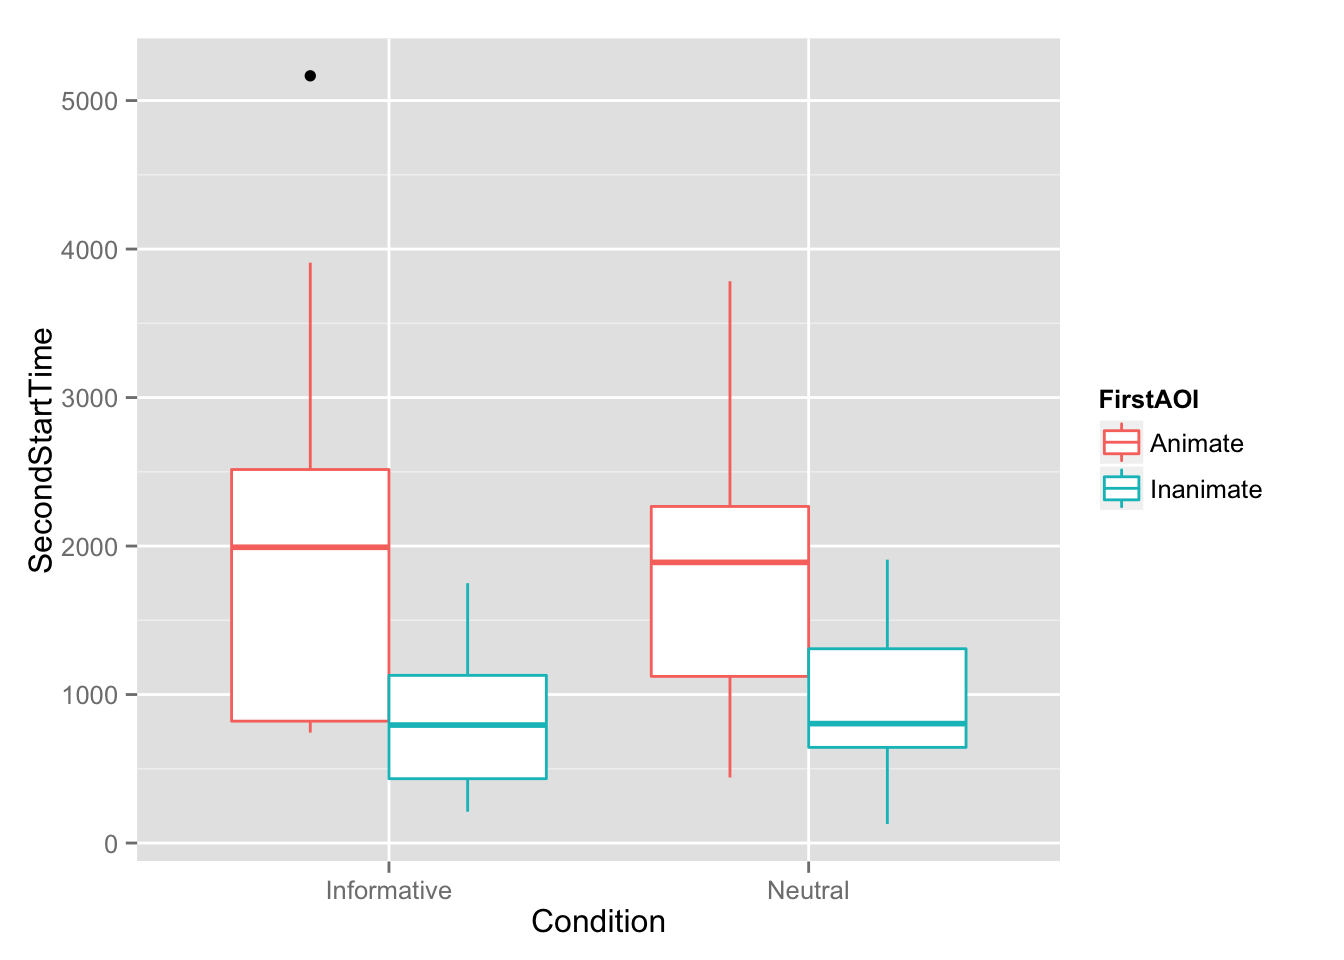 5000
4000
3000
2000
1000
0
SecondStartTime
Informative
Neutral
Condition
FirstAOI
Animate
Inanimate